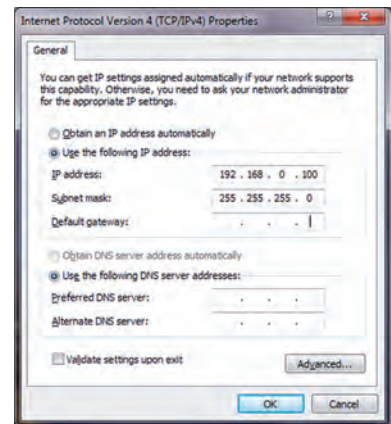 Internet Protocol Version 4 (TCP/IPv4) Properties
General
You can get IP settings assigned automatically if your network supports
this capability. Otherwise, you need to ask your network administrator
for the appropriate IP settings.
Obtain an IP address automatically
Use the following IP address:
IP address: 192 . 168 . 0 . 100
Subnet mask: 255 . 255 . 255 . 0
Default gateway: . . .
Obtain DNS server address automatically
Use the following DNS server addresses:
Preferred DNS server: . . .
Alternate DNS server: . . .
Validate settings upon exit
Advanced...
OK Cancel